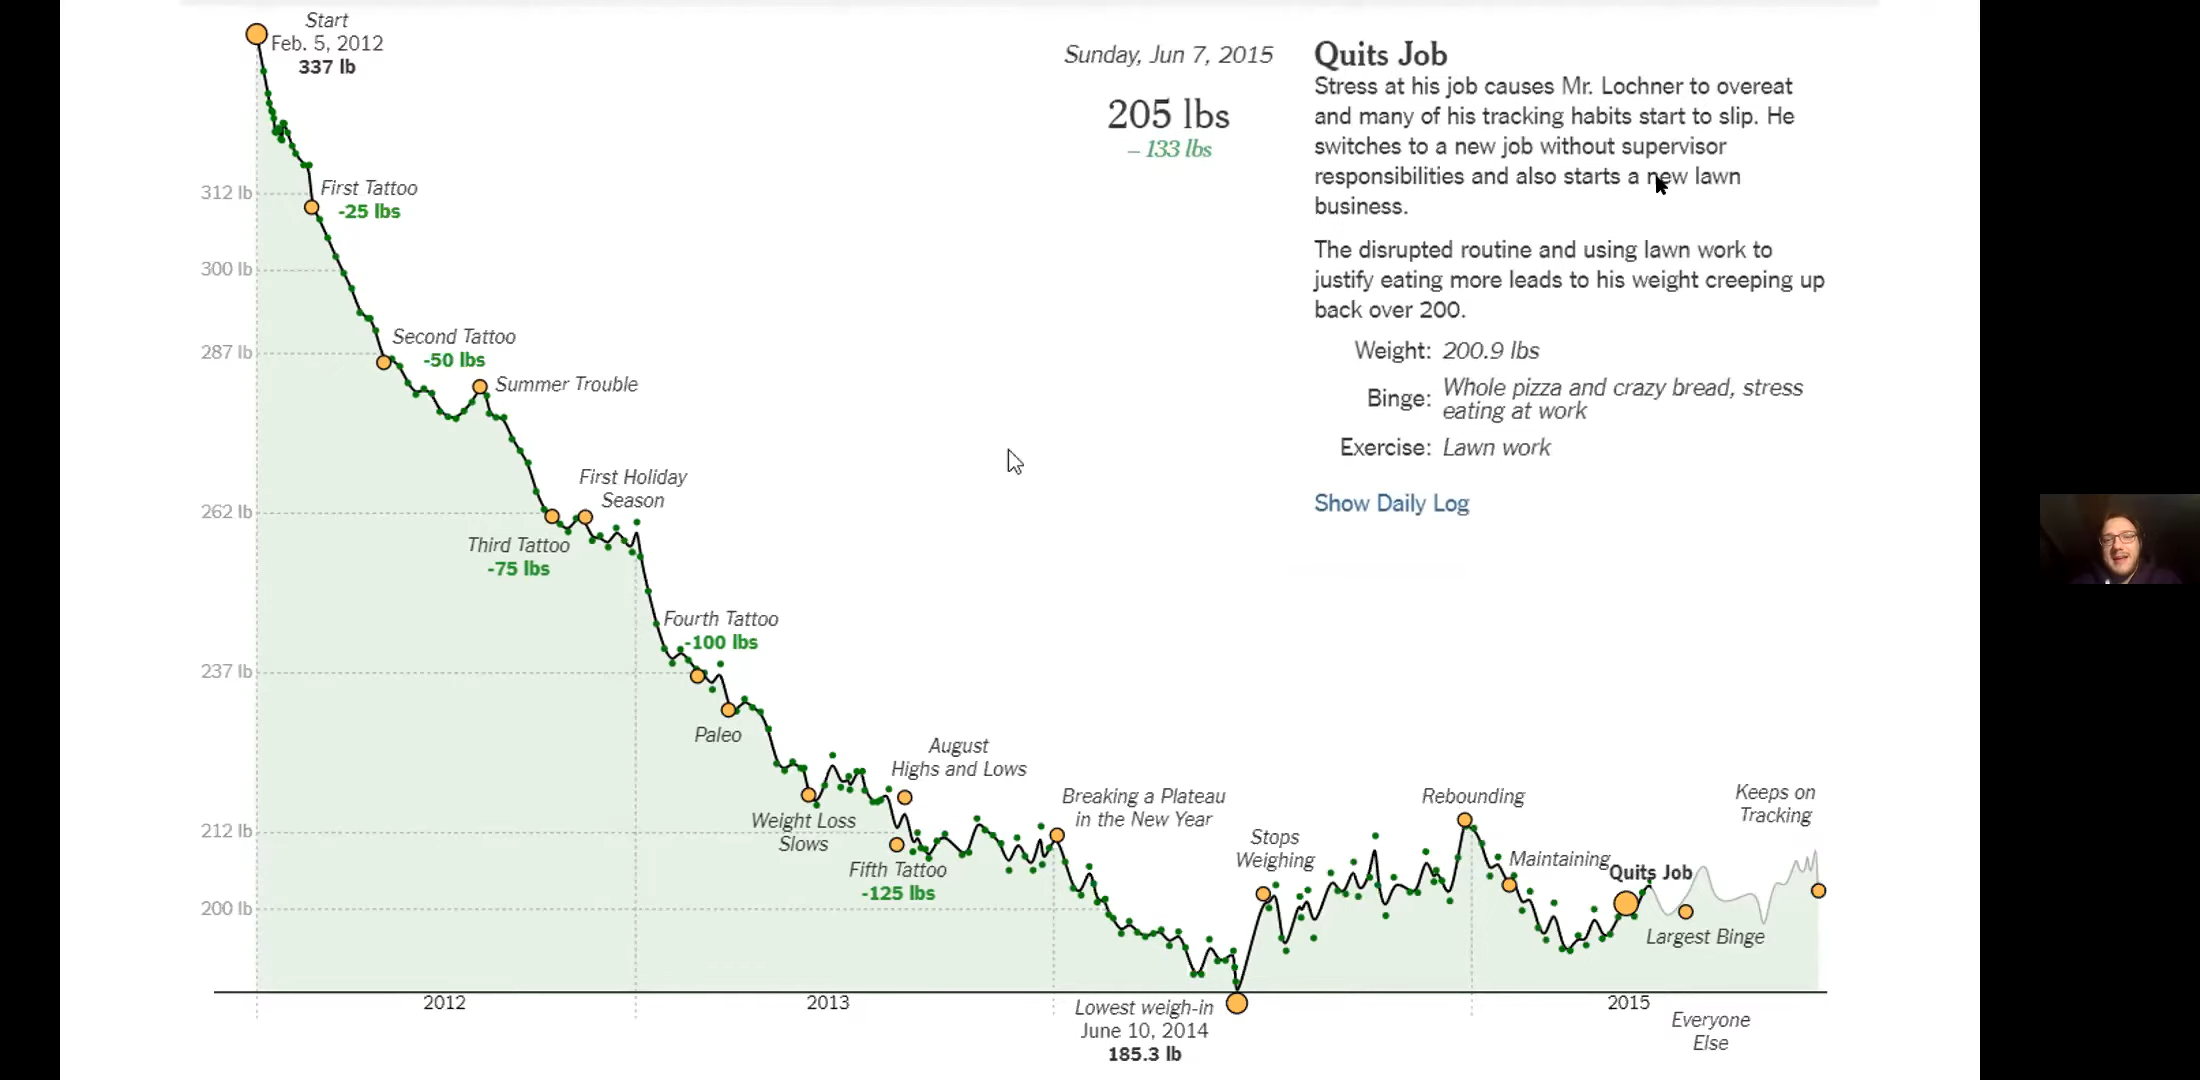 Start
Feb. 5, 2012
337 lb
Sunday, Jun 7, 2015
205 lbs
– 133 lbs
Quits Job
Stress at his job causes Mr. Lochner to overeat
and many of his tracking habits start to slip. He
switches to a new job without supervisor
responsibilities and also starts a new lawn
business.
The disrupted routine and using lawn work to
justify eating more leads to his weight creeping up
back over 200.
Weight: 200.9 lbs
Binge: Whole pizza and crazy bread, stress
eating at work
Exercise: Lawn work
Show Daily Log
312 lb
First Tattoo
-25 lbs
300 lb
287 lb
Second Tattoo
-50 lbs
Summer Trouble
First Holiday
Season
262 lb
Third Tattoo
-75 lbs
Fourth Tattoo
-100 lbs
237 lb
Paleo
August
Highs and Lows
Weight Loss
Slows
212 lb
Fifth Tattoo
-125 lbs
Breaking a Plateau
in the New Year
Stops
Weighing
Rebounding
Maintaining
Quits Job
Keeps on
Tracking
200 lb
Largest Binge
2012
2013
Lowest weigh-in
June 10, 2014
185.3 lb
2015
Everyone
Else